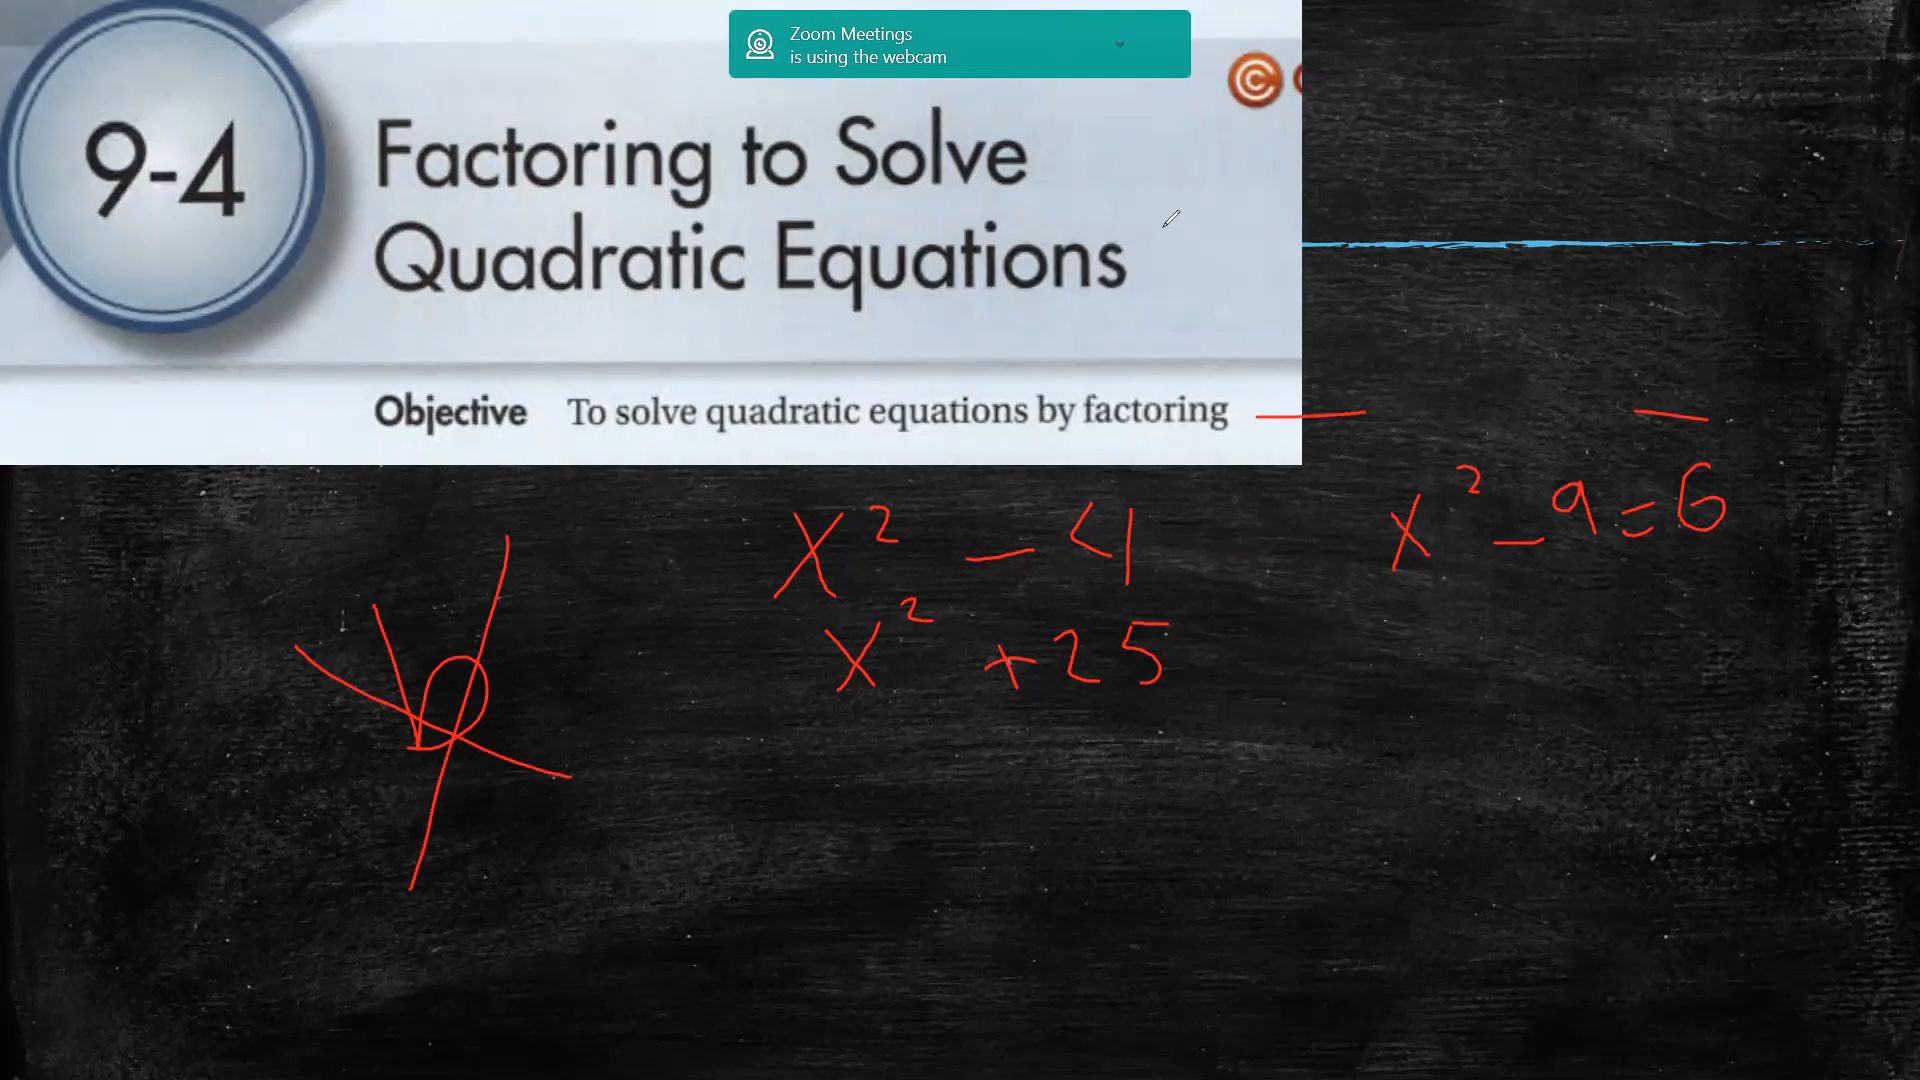 Zoom Meetings
is using the webcam
9-4
Factoring to Solve
Quadratic Equations
Objective To solve quadratic equations by factoring
x² - 4
x² + 25
x² - 9 = 6